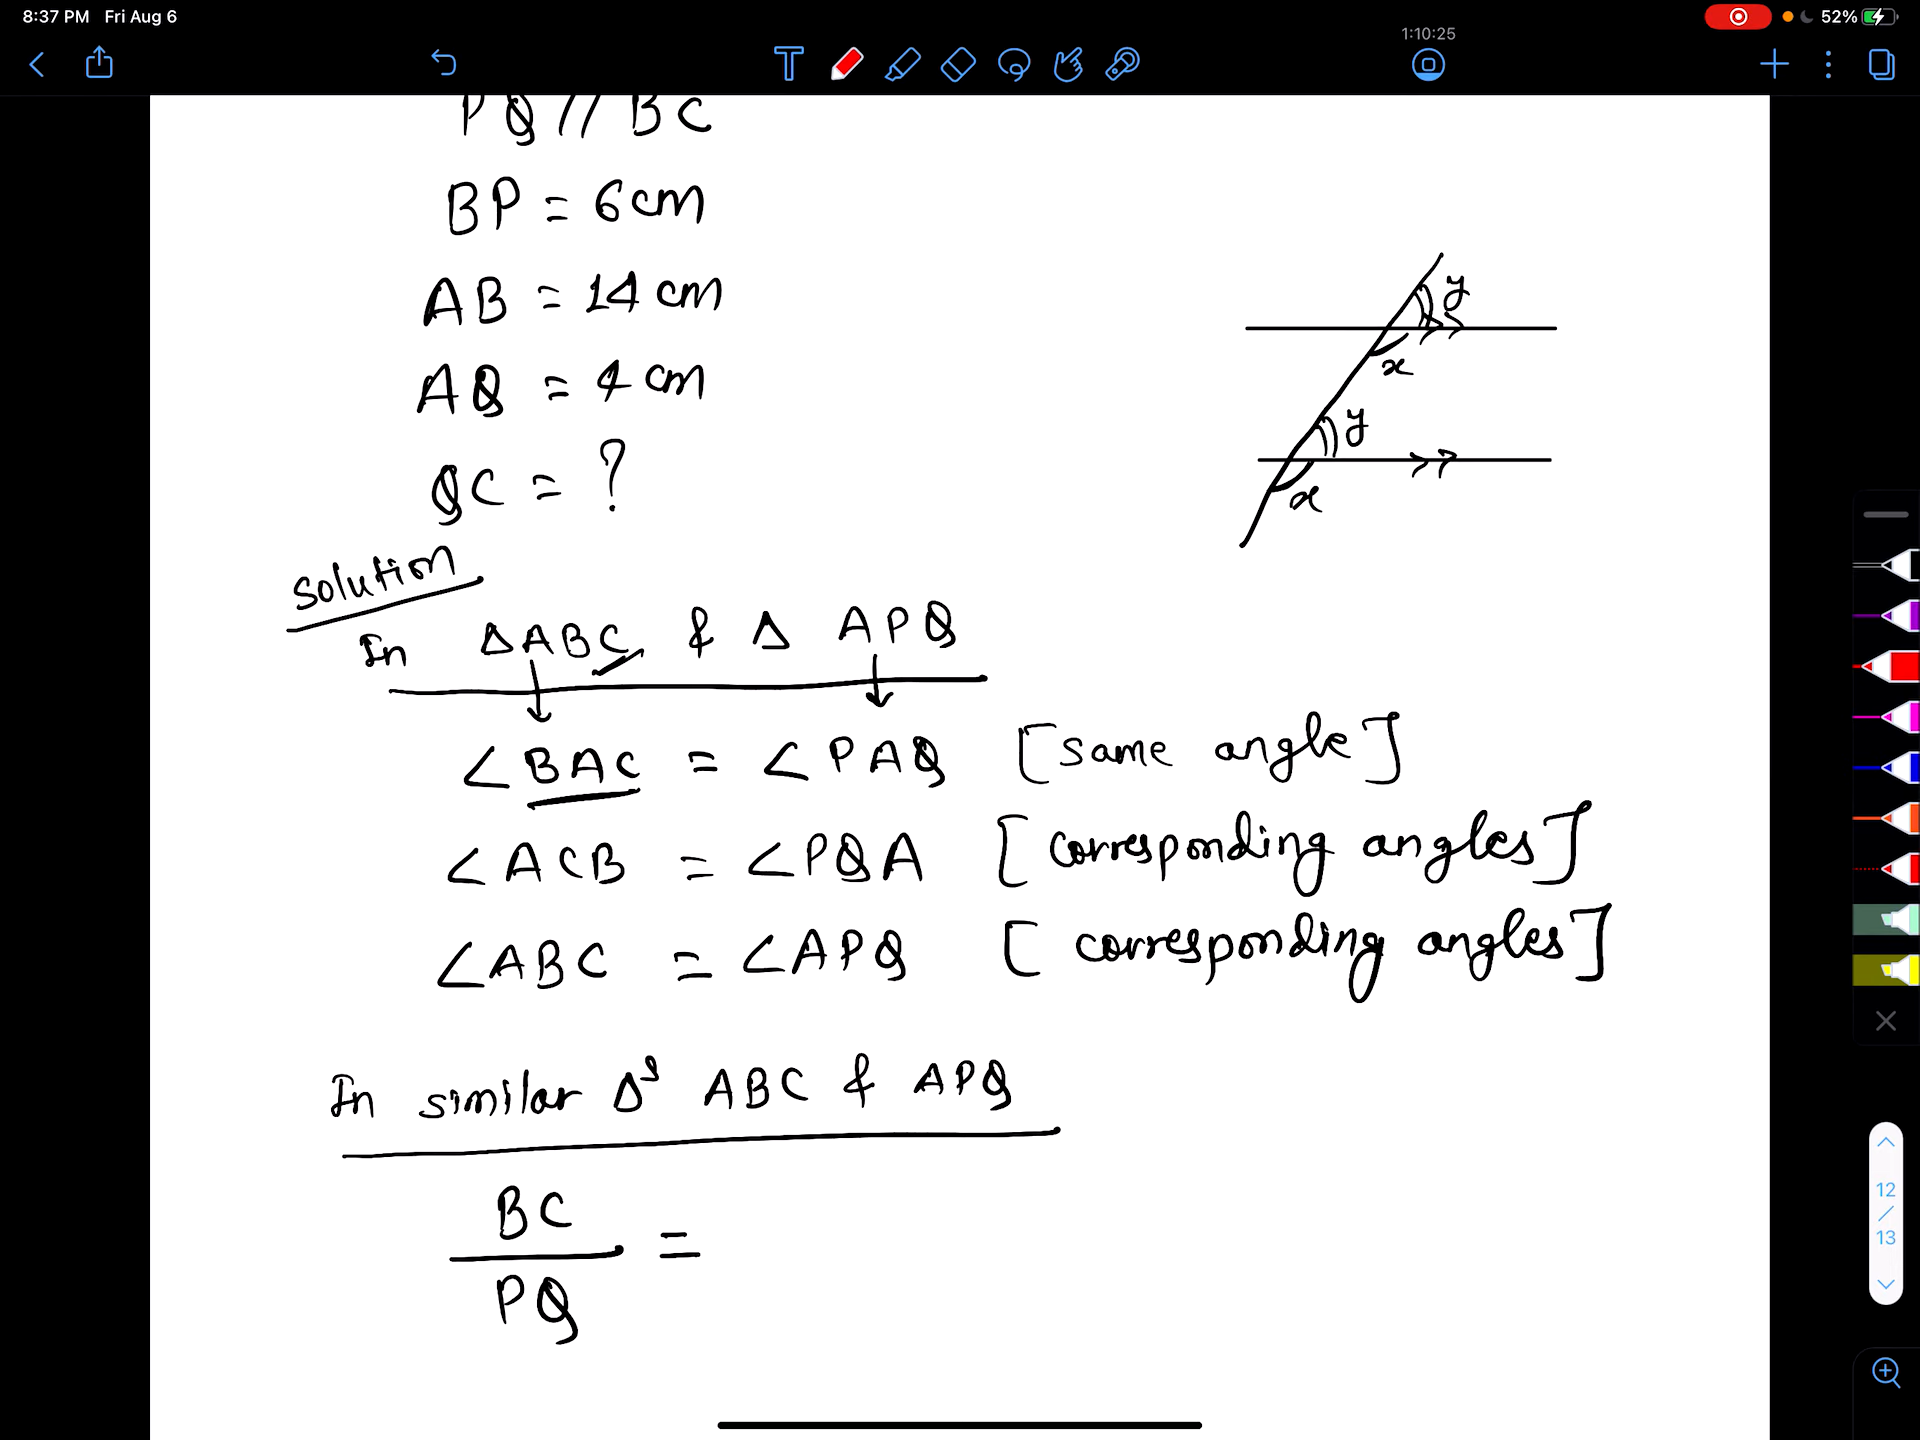 8:37 PM Fri Aug 6
52%
1:10:25
T
PQ // BC
BP = 6cm
AB = 14 cm
AQ = 4 cm
QC = ?
y
x
y
x
Solution
In ΔABC & Δ APQ
∠BAC = ∠PAQ [same angle]
∠ACB = ∠PQA [corresponding angles]
∠ABC = ∠APQ [corresponding angles]
In similar Δs ABC & APQ
BC
PQ =
12
/
13